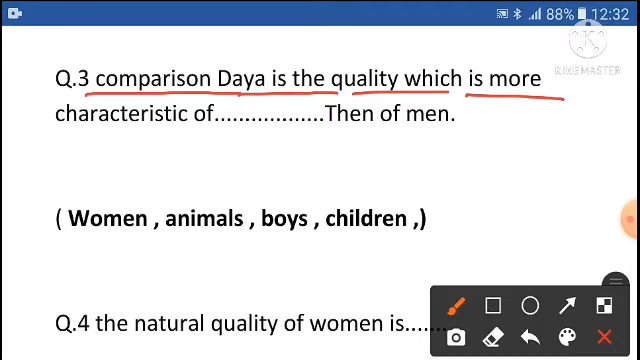 88% 12:32
KINEMASTER
Q.3 comparison Daya is the quality which is more
characteristic of...................Then of men.
( Women , animals , boys , children ,)
Q.4 the natural quality of women is.......